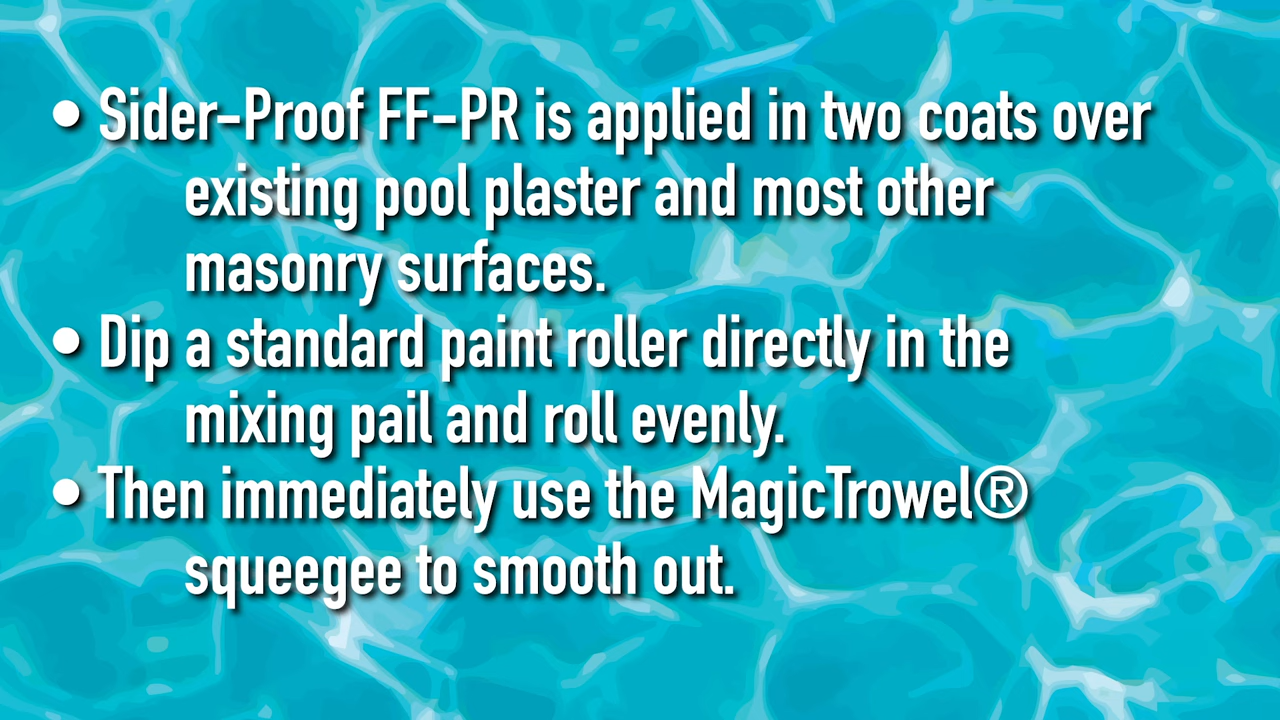 • Sider-Proof FF-PR is applied in two coats over
existing pool plaster and most other
masonry surfaces.
• Dip a standard paint roller directly in the
mixing pail and roll evenly.
• Then immediately use the MagicTrowel®
squeegee to smooth out.